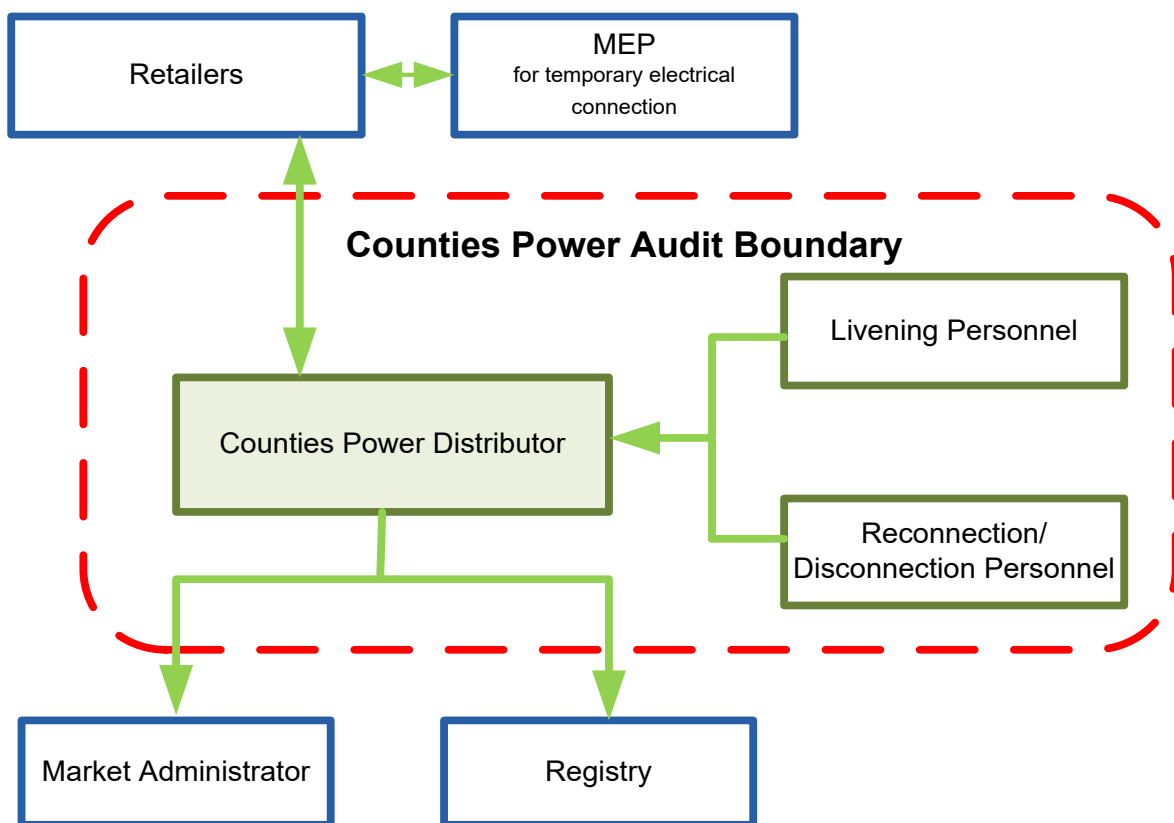 Retailers
MEP
for temporary electrical
connection
Counties Power Audit Boundary
Livening Personnel
Counties Power Distributor
Reconnection/
Disconnection Personnel
Market Administrator
Registry